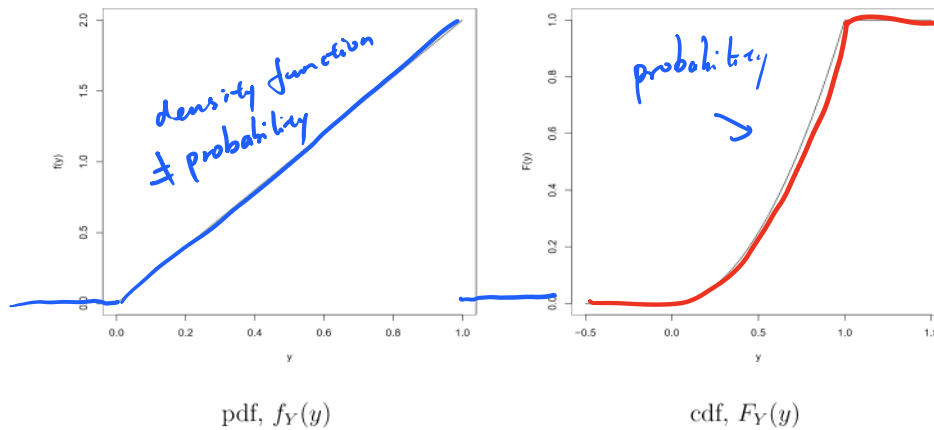 2.0
1.5
1.0
0.5
0.0
f(y)
density function
≠ probability
0.0 0.2 0.4 0.6 0.8 1.0
y
pdf, f_Y(y)
1.0
0.8
0.6
0.4
0.2
0.0
F(y)
probability
−0.5 0.0 0.5 1.0 1.5
y
cdf, F_Y(y)